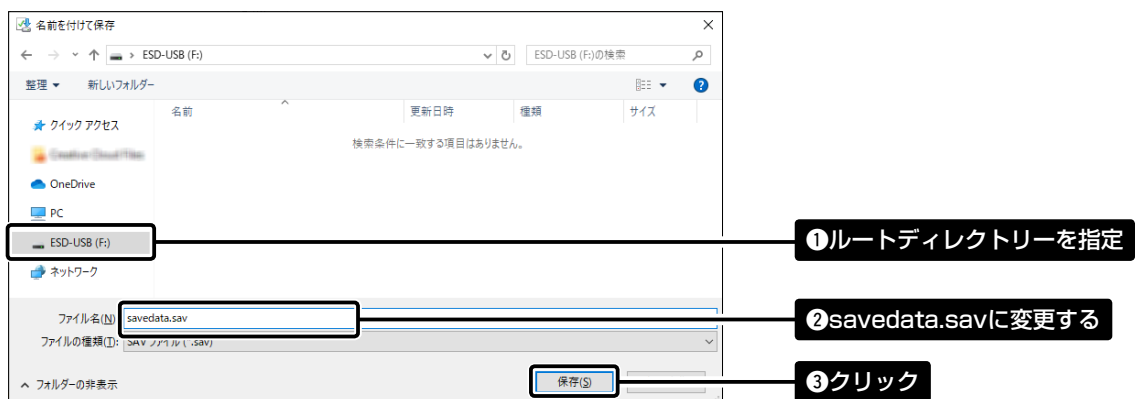 名前を付けて保存
ESD-USB (F:)
ESD-USB (F:)の検索
整理
新しいフォルダー
名前
更新日時
種類
サイズ
クイック アクセス
検索条件に一致する項目はありません。
OneDrive
PC
ESD-USB (F:)
❶ルートディレクトリーを指定
ネットワーク
ファイル名(N)
savedata.sav
❷savedata.savに変更する
ファイルの種類(T):
SAV ファイル (*.sav)
フォルダーの非表示
保存(S)
❸クリック